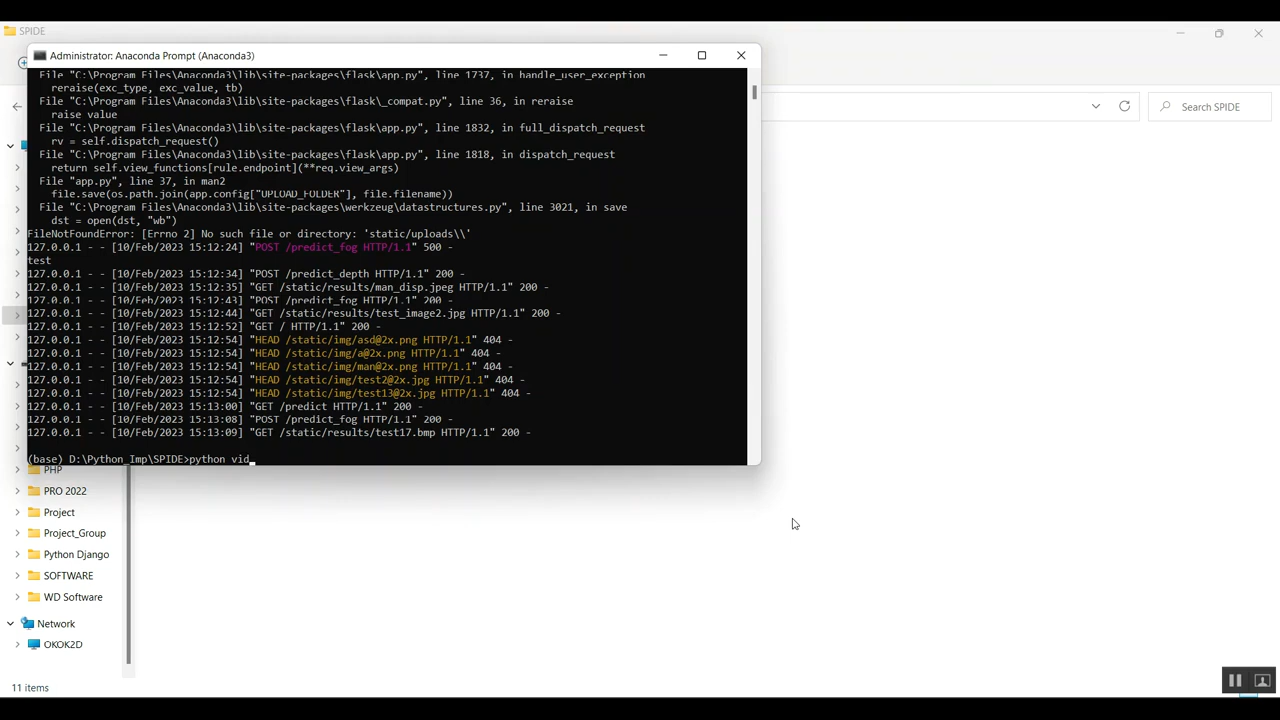 SPIDE
Administrator: Anaconda Prompt (Anaconda3)
File "C:\Program Files\Anaconda3\lib\site-packages\flask\app.py", line 1737, in handle_user_exception
reraise(exc_type, exc_value, tb)
File "C:\Program Files\Anaconda3\lib\site-packages\flask\_compat.py", line 36, in reraise
raise value
File "C:\Program Files\Anaconda3\lib\site-packages\flask\app.py", line 1832, in full_dispatch_request
rv = self.dispatch_request()
File "C:\Program Files\Anaconda3\lib\site-packages\flask\app.py", line 1818, in dispatch_request
return self.view_functions[rule.endpoint](**req.view_args)
File "app.py", line 37, in man2
file.save(os.path.join(app.config["UPLOAD_FOLDER"], file.filename))
File "C:\Program Files\Anaconda3\lib\site-packages\werkzeug\datastructures.py", line 3021, in save
dst = open(dst, "wb")
FileNotFoundError: [Errno 2] No such file or directory: 'static/uploads\\'
127.0.0.1 - - [10/Feb/2023 15:12:24] "POST /predict_fog HTTP/1.1" 500 -
test
127.0.0.1 - - [10/Feb/2023 15:12:34] "POST /predict_depth HTTP/1.1" 200 -
127.0.0.1 - - [10/Feb/2023 15:12:35] "GET /static/results/man_disp.jpeg HTTP/1.1" 200 -
127.0.0.1 - - [10/Feb/2023 15:12:43] "POST /predict_fog HTTP/1.1" 200 -
127.0.0.1 - - [10/Feb/2023 15:12:44] "GET /static/results/test_image2.jpg HTTP/1.1" 200 -
127.0.0.1 - - [10/Feb/2023 15:12:52] "GET / HTTP/1.1" 200 -
127.0.0.1 - - [10/Feb/2023 15:12:54] "HEAD /static/img/asd@2x.png HTTP/1.1" 404 -
127.0.0.1 - - [10/Feb/2023 15:12:54] "HEAD /static/img/a@2x.png HTTP/1.1" 404 -
127.0.0.1 - - [10/Feb/2023 15:12:54] "HEAD /static/img/man@2x.png HTTP/1.1" 404 -
127.0.0.1 - - [10/Feb/2023 15:12:54] "HEAD /static/img/test2@2x.jpg HTTP/1.1" 404 -
127.0.0.1 - - [10/Feb/2023 15:12:54] "HEAD /static/img/test13@2x.jpg HTTP/1.1" 404 -
127.0.0.1 - - [10/Feb/2023 15:13:00] "GET /predict HTTP/1.1" 200 -
127.0.0.1 - - [10/Feb/2023 15:13:08] "POST /predict_fog HTTP/1.1" 200 -
127.0.0.1 - - [10/Feb/2023 15:13:09] "GET /static/results/test17.bmp HTTP/1.1" 200 -
(base) D:\Python_Imp\SPIDE>python vid
Search SPIDE
PHP
PRO 2022
Project
Project_Group
Python Django
SOFTWARE
WD Software
Network
OKOK2D
11 items